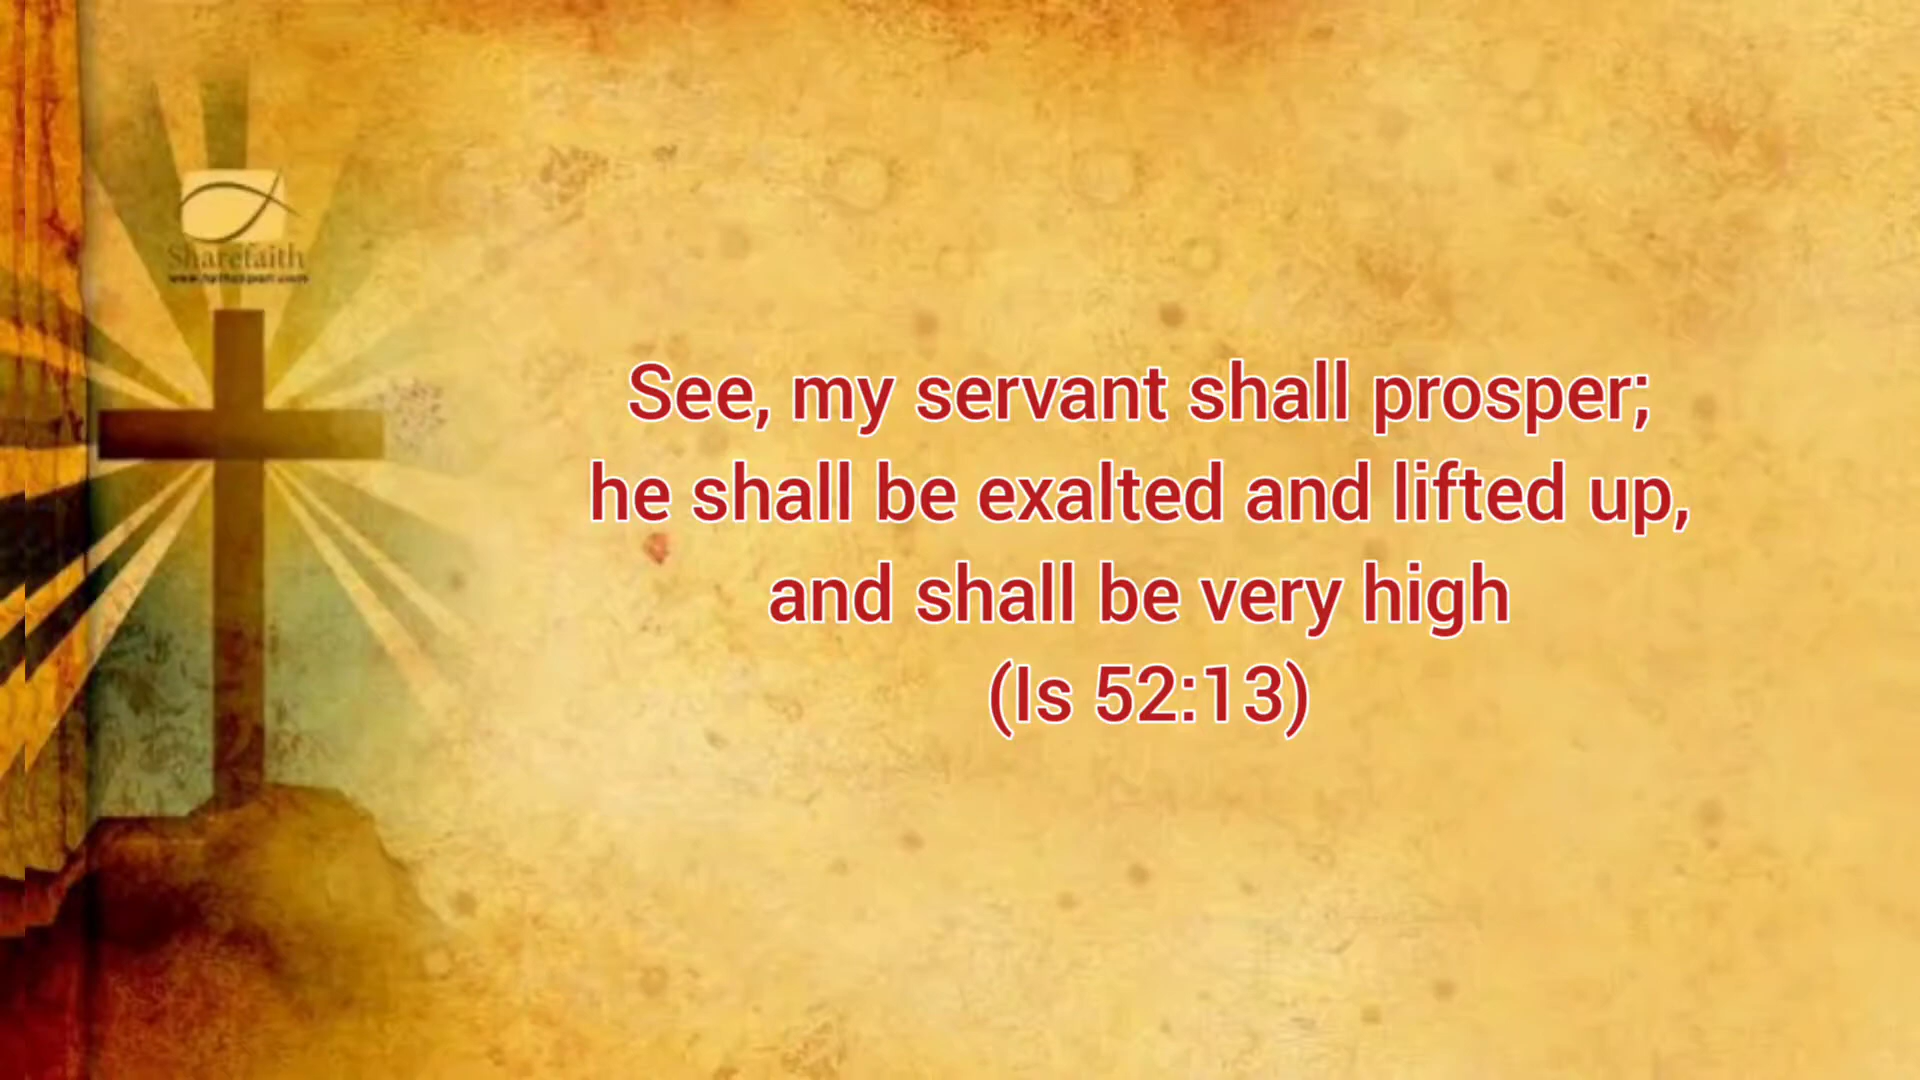 Sharefaith
See, my servant shall prosper;
he shall be exalted and lifted up,
and shall be very high
(Is 52:13)